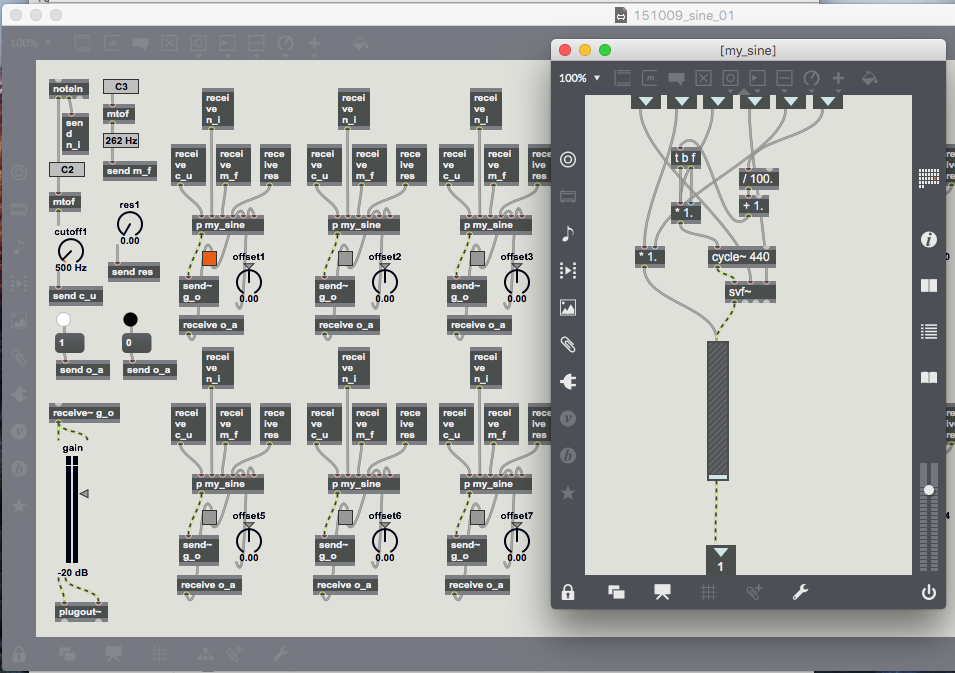 151009_sine_01
100%
notein
C3
send n_i
mtof
262 Hz
C2
send m_f
mtof
res1
cutoff1
0.00
500 Hz
send res
send c_u
1
0
send o_a
send o_a
receive~ g_o
gain
-20 dB
plugout~
receive n_i
receive n_i
receive n_i
receive c_u
receive m_f
receive res
receive c_u
receive m_f
receive res
receive c_u
receive m_f
receive res
p my_sine
p my_sine
p my_sine
offset1
offset2
offset3
send~ g_o
0.00
send~ g_o
0.00
send~ g_o
0.00
receive o_a
receive o_a
receive o_a
receive n_i
receive n_i
receive n_i
receive c_u
receive m_f
receive res
receive c_u
receive m_f
receive res
receive c_u
receive m_f
receive res
p my_sine
p my_sine
p my_sine
offset5
offset6
offset7
send~ g_o
0.00
send~ g_o
0.00
send~ g_o
0.00
receive o_a
receive o_a
receive o_a
[my_sine]
100%
t b f
/ 100.
* 1.
+ 1.
* 1.
cycle~ 440
svf~
1